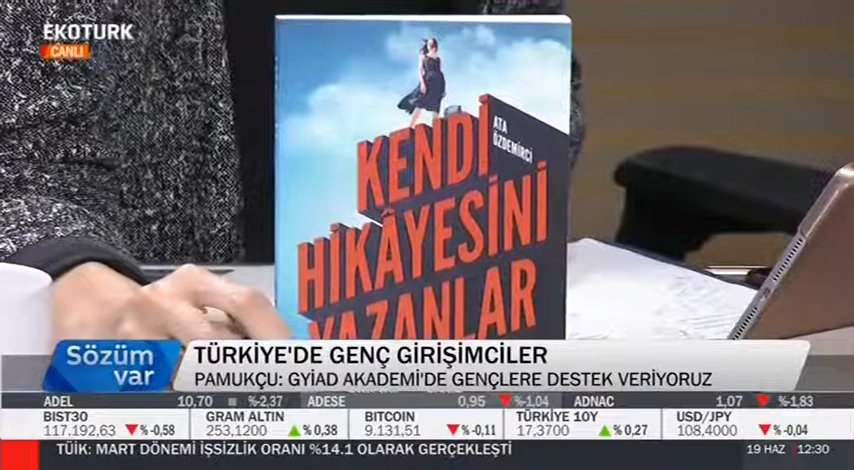 EKOTURK
CANLI
ATA
ÖZDEMİRCİ
KENDİ
HİKÂYESİNİ
YAZANLAR
Sözüm
var
TÜRKİYE'DE GENÇ GİRİŞİMCİLER
PAMUKÇU: GYİAD AKADEMİ'DE GENÇLERE DESTEK VERİYORUZ
ADEL 10,70 %-2,37 ADESE 0,95 %-1,04 ADNAC 1,07 %-1,83
BIST30 GRAM ALTIN BITCOIN TÜRKİYE 10Y USD/JPY
117.192,63 %-0,58 253,1200 %0,38 9.131,51 %-0,11 17,3700 %0,27 108,4000 %-0,04
TÜİK: MART DÖNEMİ İŞSİZLİK ORANI %14.1 OLARAK GERÇEKLEŞTİ 19 HAZ 12:30